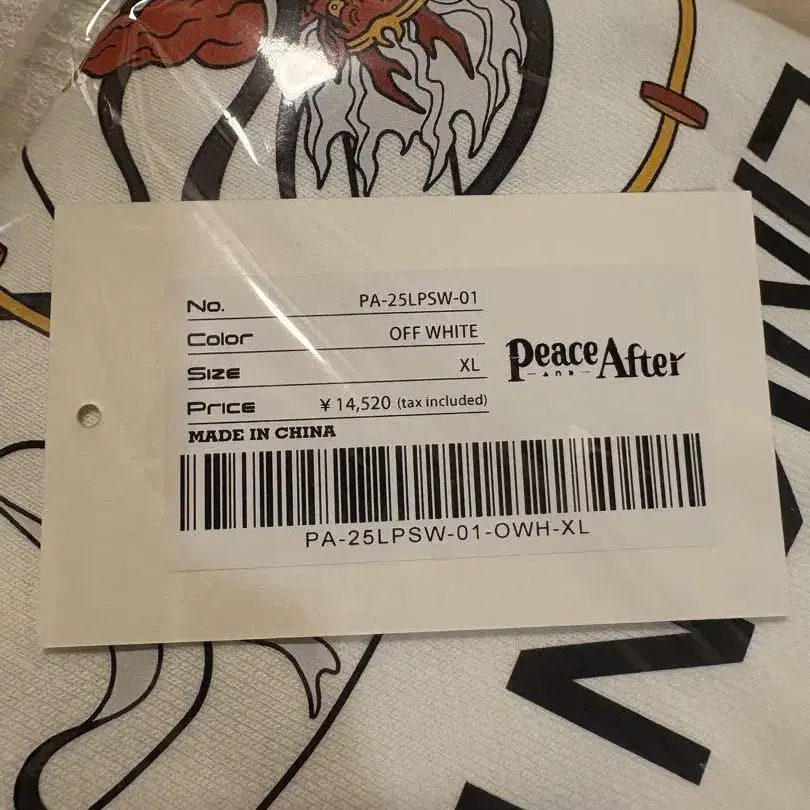 No. PA-25LPSW-01
Color OFF WHITE
Size XL
Price ¥ 14,520 (tax included)
MADE IN CHINA
Peace AND After
PA-25LPSW-01-OWH-XL